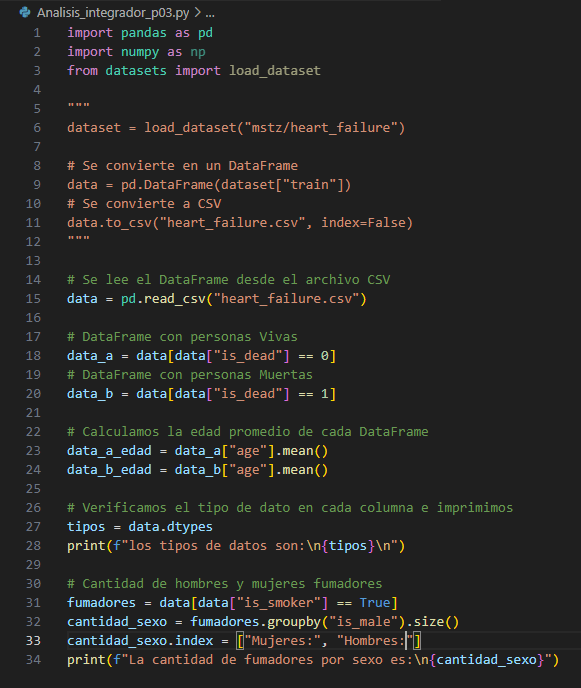 Analisis_integrador_p03.py > ...
1 import pandas as pd
2 import numpy as np
3 from datasets import load_dataset
4
5 """
6 dataset = load_dataset("mstz/heart_failure")
7
8 # Se convierte en un DataFrame
9 data = pd.DataFrame(dataset["train"])
10 # Se convierte a CSV
11 data.to_csv("heart_failure.csv", index=False)
12 """
13
14 # Se lee el DataFrame desde el archivo CSV
15 data = pd.read_csv("heart_failure.csv")
16
17 # DataFrame con personas Vivas
18 data_a = data[data["is_dead"] == 0]
19 # DataFrame con personas Muertas
20 data_b = data[data["is_dead"] == 1]
21
22 # Calculamos la edad promedio de cada DataFrame
23 data_a_edad = data_a["age"].mean()
24 data_b_edad = data_b["age"].mean()
25
26 # Verificamos el tipo de dato en cada columna e imprimimos
27 tipos = data.dtypes
28 print(f"los tipos de datos son:\n{tipos}\n")
29
30 # Cantidad de hombres y mujeres fumadores
31 fumadores = data[data["is_smoker"] == True]
32 cantidad_sexo = fumadores.groupby("is_male").size()
33 cantidad_sexo.index = ["Mujeres:", "Hombres:"]
34 print(f"La cantidad de fumadores por sexo es:\n{cantidad_sexo}")